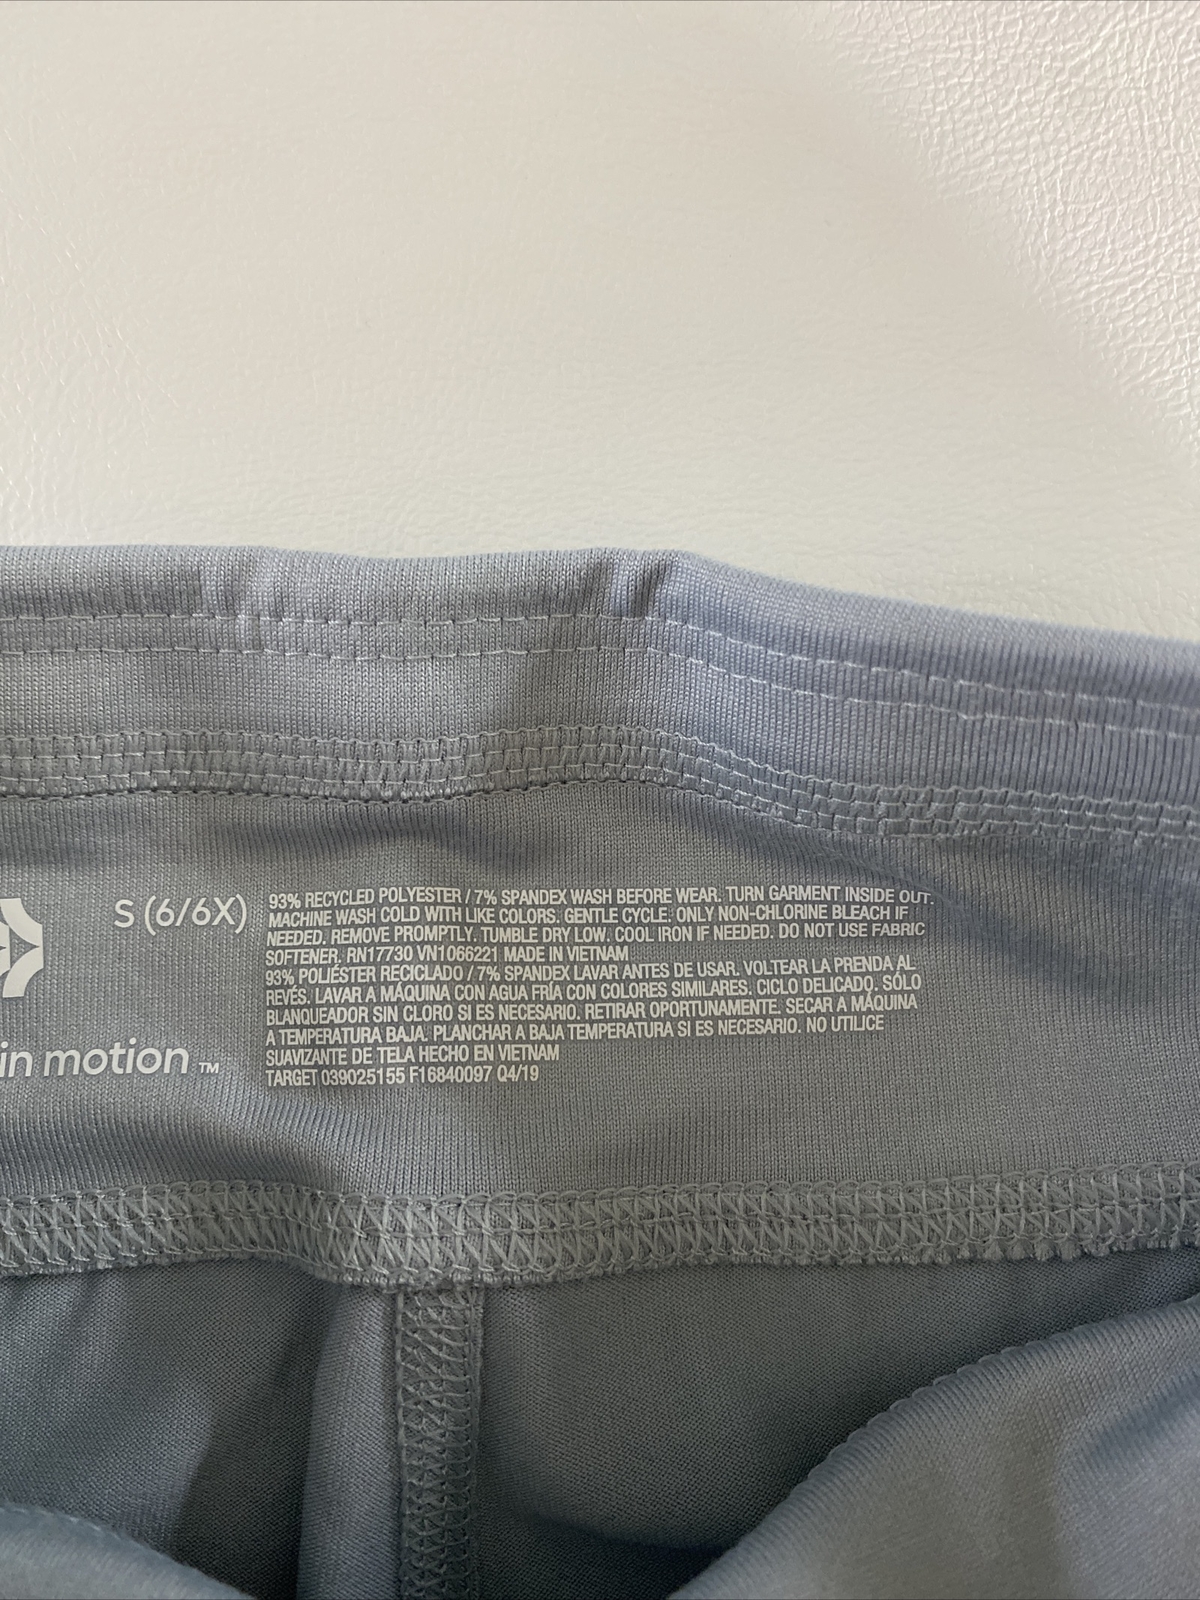 S (6/6X)
93% RECYCLED POLYESTER / 7% SPANDEX WASH BEFORE WEAR. TURN GARMENT INSIDE OUT.
MACHINE WASH COLD WITH LIKE COLORS. GENTLE CYCLE. ONLY NON-CHLORINE BLEACH IF
NEEDED. REMOVE PROMPTLY. TUMBLE DRY LOW. COOL IRON IF NEEDED. DO NOT USE FABRIC
SOFTENER. RN17730 VN1066221 MADE IN VIETNAM
93% POLIÉSTER RECICLADO / 7% SPANDEX LAVAR ANTES DE USAR. VOLTEAR LA PRENDA AL
REVÉS. LAVAR A MÁQUINA CON AGUA FRÍA CON COLORES SIMILARES. CICLO DELICADO. SÓLO
BLANQUEADOR SIN CLORO SI ES NECESARIO. RETIRAR OPORTUNAMENTE. SECAR A MÁQUINA
A TEMPERATURA BAJA. PLANCHAR A BAJA TEMPERATURA SI ES NECESARIO. NO UTILICE
SUAVIZANTE DE TELA HECHO EN VIETNAM
TARGET 039025155 F16840097 Q4/19
in motion ™